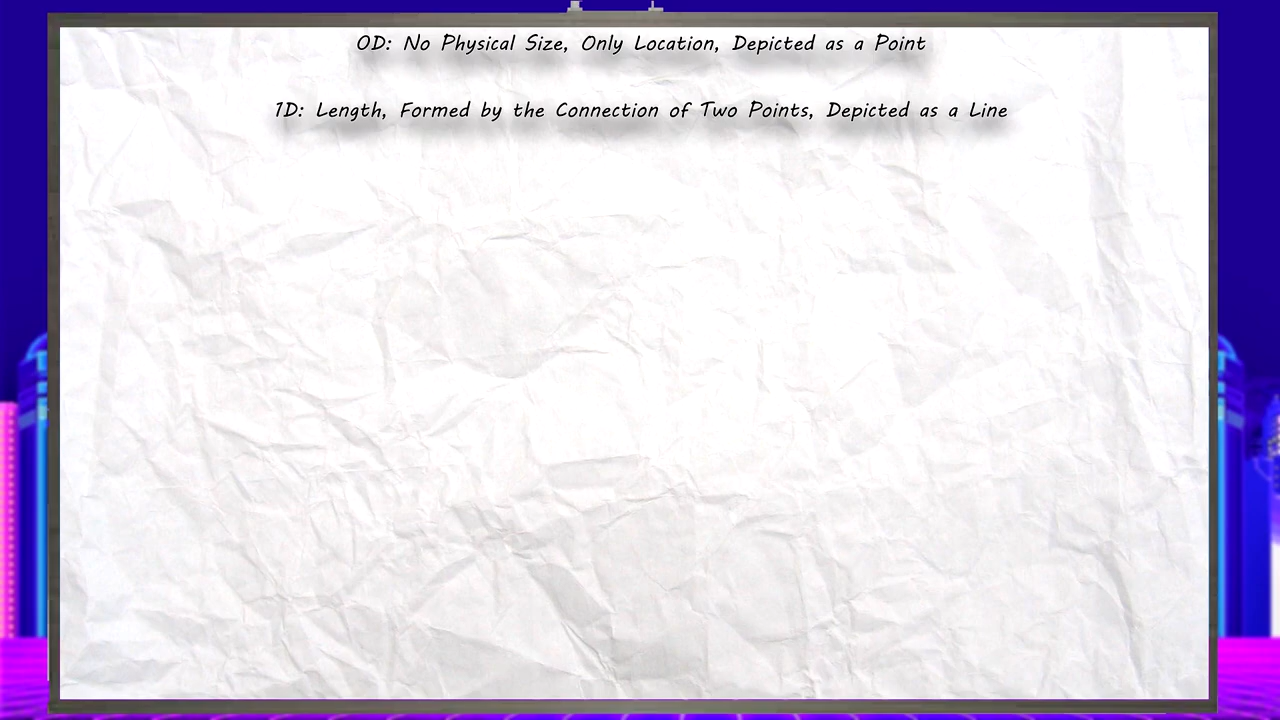 0D: No Physical Size, Only Location, Depicted as a Point
1D: Length, Formed by the Connection of Two Points, Depicted as a Line